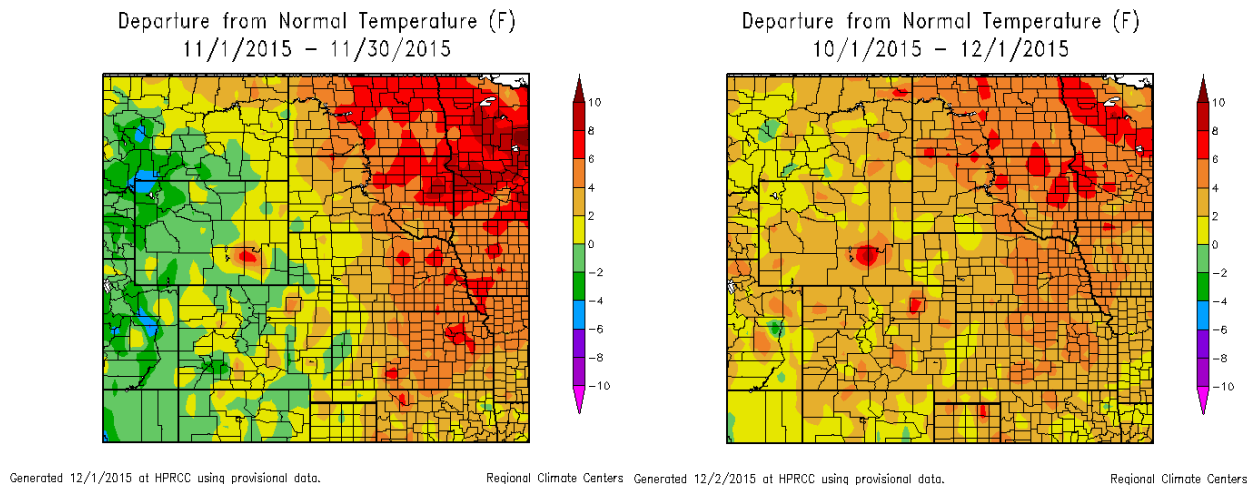 Departure from Normal Temperature (F)
11/1/2015 – 11/30/2015
10
8
6
4
2
0
-2
-4
-6
-8
-10
Generated 12/1/2015 at HPRCC using provisional data.
Regional Climate Centers
Departure from Normal Temperature (F)
10/1/2015 – 12/1/2015
10
8
6
4
2
0
-2
-4
-6
-8
-10
Generated 12/2/2015 at HPRCC using provisional data.
Regional Climate Centers